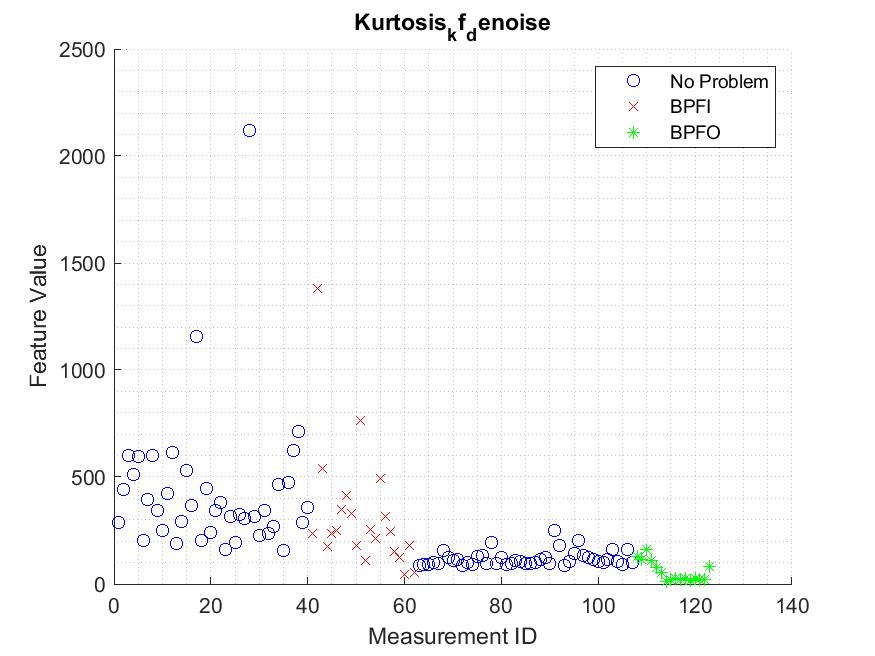 Kurtosis_k f_d enoise
2500
No Problem
BPFI
BPFO
2000
1500
Feature Value
1000
500
0
0 20 40 60 80 100 120 140
Measurement ID